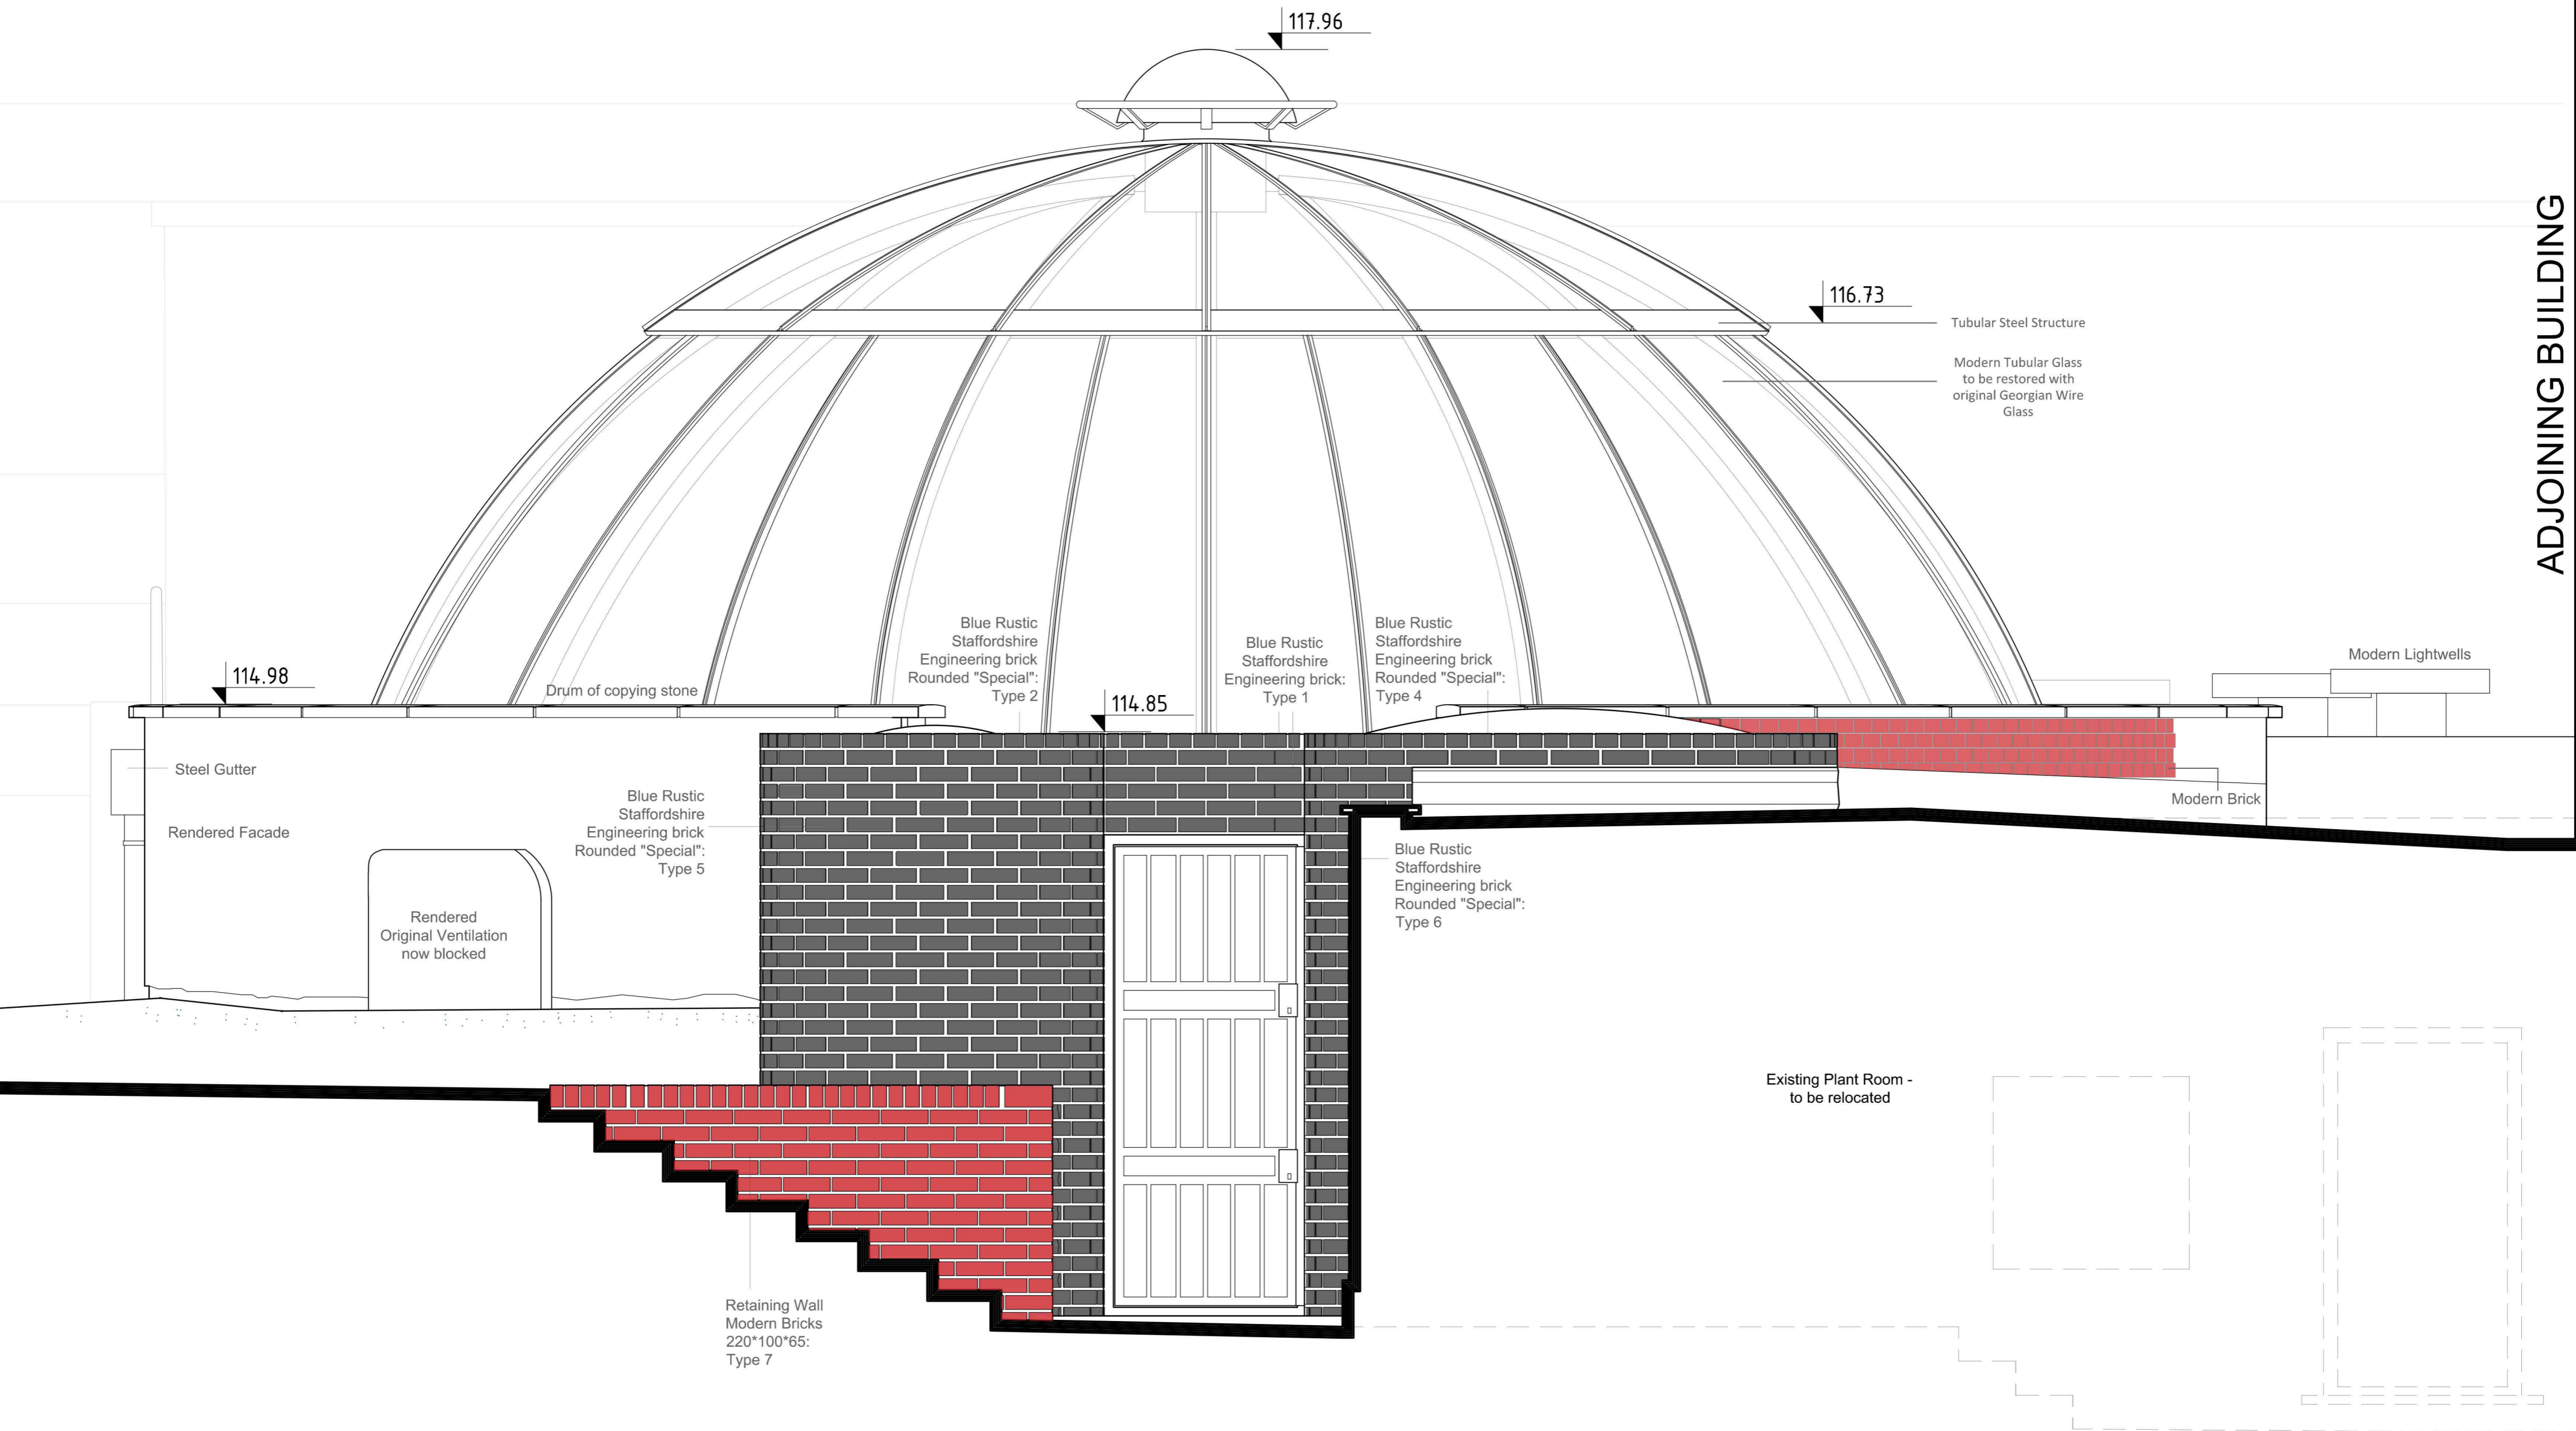 117.96
116.73
Tubular Steel Structure
Modern Tubular Glass
to be restored with
original Georgian Wire
Glass
ADJOINING BUILDING
114.98
Drum of copying stone
Blue Rustic
Staffordshire
Engineering brick
Rounded "Special":
Type 2
114.85
Blue Rustic
Staffordshire
Engineering brick:
Type 1
Blue Rustic
Staffordshire
Engineering brick
Rounded "Special":
Type 4
Modern Lightwells
Steel Gutter
Rendered Facade
Blue Rustic
Staffordshire
Engineering brick
Rounded "Special":
Type 5
Modern Brick
Rendered
Original Ventilation
now blocked
Blue Rustic
Staffordshire
Engineering brick
Rounded "Special":
Type 6
Existing Plant Room -
to be relocated
Retaining Wall
Modern Bricks
220*100*65:
Type 7